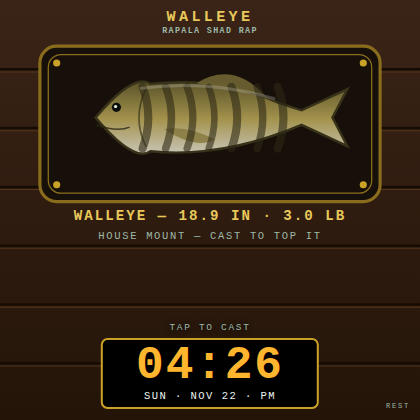 WALLEYE
RAPALA SHAD RAP
WALLEYE — 18.9 IN · 3.0 LB
HOUSE MOUNT — CAST TO TOP IT
TAP TO CAST
04:26
SUN · NOV 22 · PM
REST